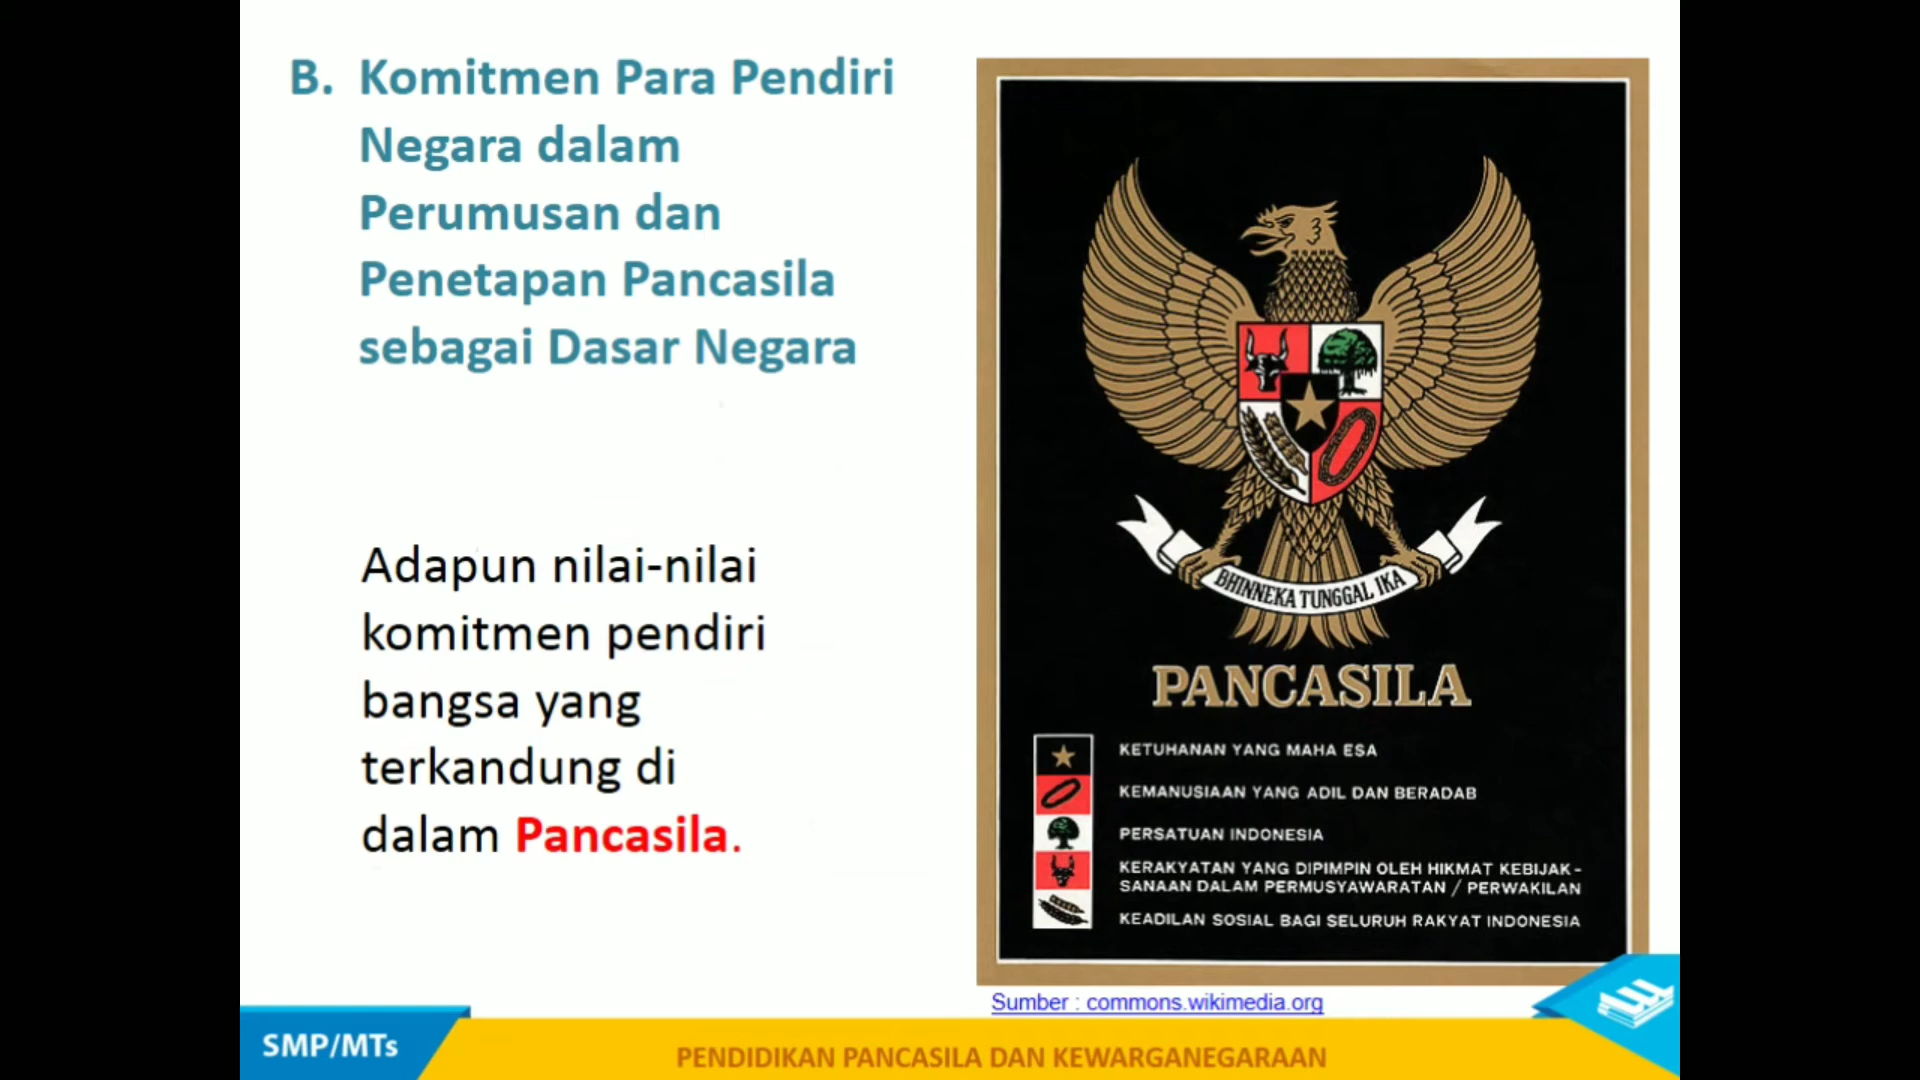 B. Komitmen Para Pendiri
Negara dalam
Perumusan dan
Penetapan Pancasila
sebagai Dasar Negara
Adapun nilai-nilai
komitmen pendiri
bangsa yang
terkandung di
dalam Pancasila.
BHINNEKA TUNGGAL IKA
PANCASILA
KETUHANAN YANG MAHA ESA
KEMANUSIAAN YANG ADIL DAN BERADAB
PERSATUAN INDONESIA
KERAKYATAN YANG DIPIMPIN OLEH HIKMAT KEBIJAK-
SANAAN DALAM PERMUSYAWARATAN / PERWAKILAN
KEADILAN SOSIAL BAGI SELURUH RAKYAT INDONESIA
Sumber : commons.wikimedia.org
SMP/MTs
PENDIDIKAN PANCASILA DAN KEWARGANEGARAAN